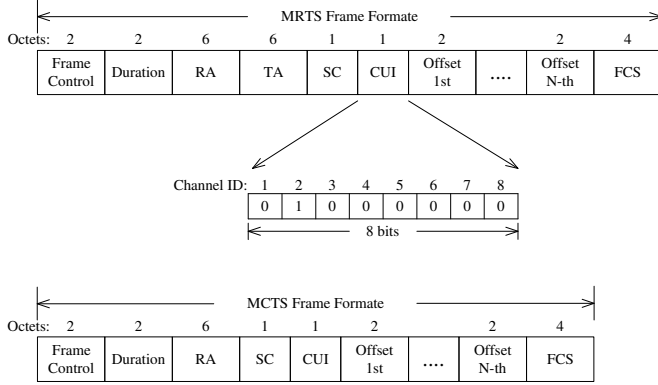 MRTS Frame Formate
Octets: 2 2 6 6 1 1 2 2 4
Frame Control Duration RA TA SC CUI Offset 1st .... Offset N-th FCS
Channel ID: 1 2 3 4 5 6 7 8
0 1 0 0 0 0 0 0
8 bits
MCTS Frame Formate
Octets: 2 2 6 1 1 2 2 4
Frame Control Duration RA SC CUI Offset 1st .... Offset N-th FCS